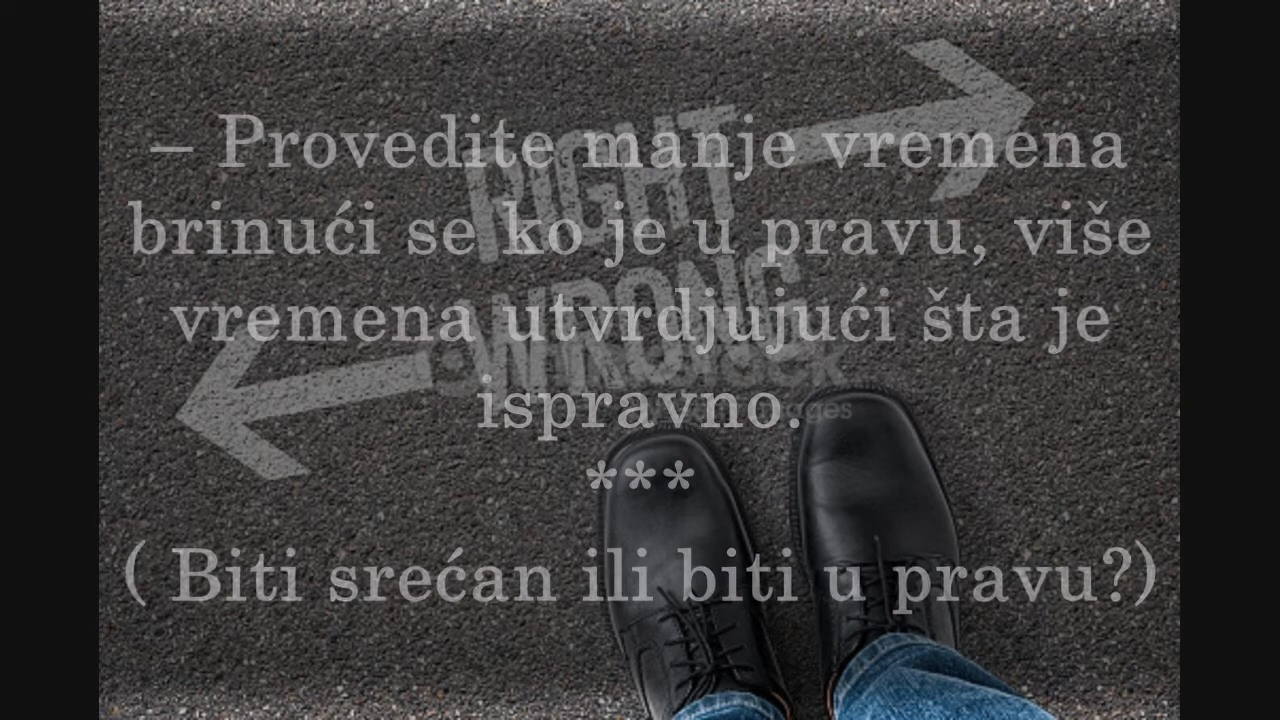 – Provedite manje vremena
brinući se ko je u pravu, više
vremena utvrdjujući šta je
ispravno.
***
( Biti srećan ili biti u pravu?)
RIGHT
WRONG